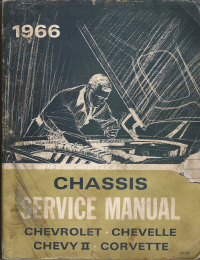 1966
CHASSIS
SERVICE MANUAL
CHEVROLET · CHEVELLE
CHEVY II · CORVETTE